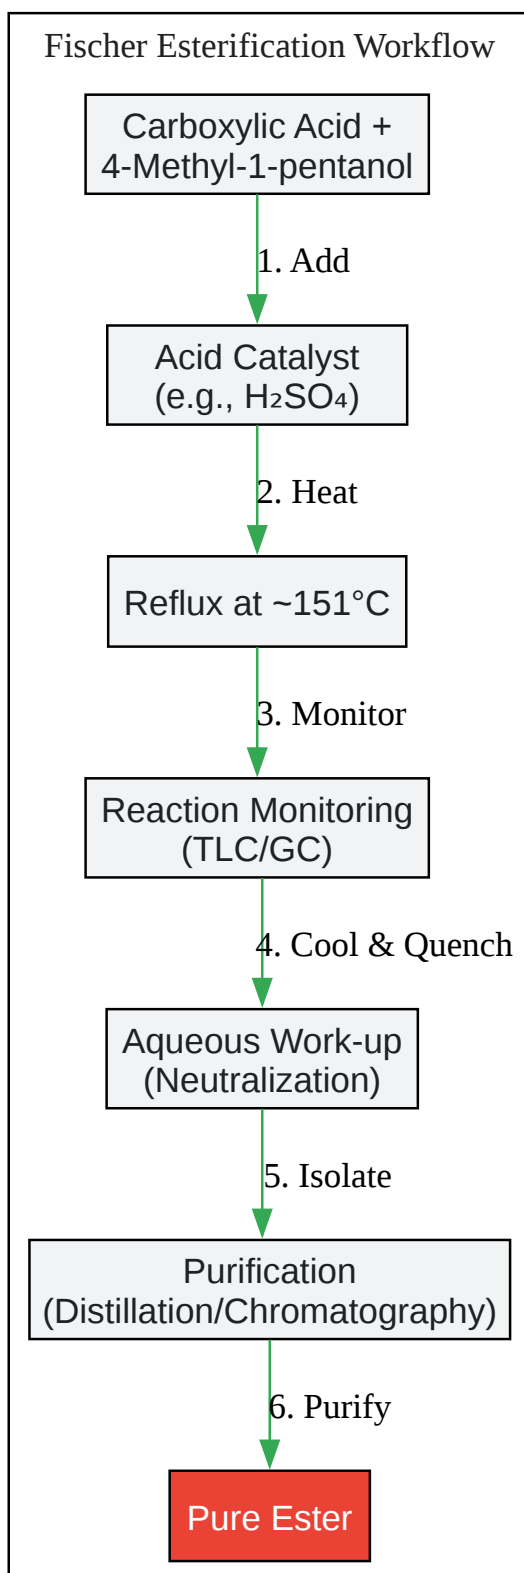 Fischer Esterification Workflow
Carboxylic Acid +
4-Methyl-1-pentanol
1. Add
Acid Catalyst
(e.g., H₂SO₄)
2. Heat
Reflux at ~151°C
3. Monitor
Reaction Monitoring
(TLC/GC)
4. Cool & Quench
Aqueous Work-up
(Neutralization)
5. Isolate
Purification
(Distillation/Chromatography)
6. Purify
Pure Ester